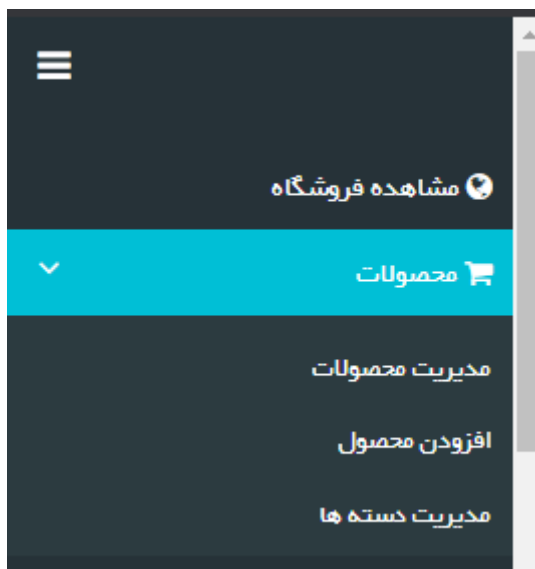 مشاهده فروشگاه
محصولات
مدیریت محصولات
افزودن محصول
مدیریت دسته ها